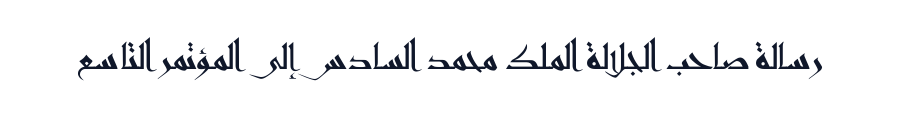 رسالة صاحب الجلالة الملك محمد السادس إلى المؤتمر التاسع